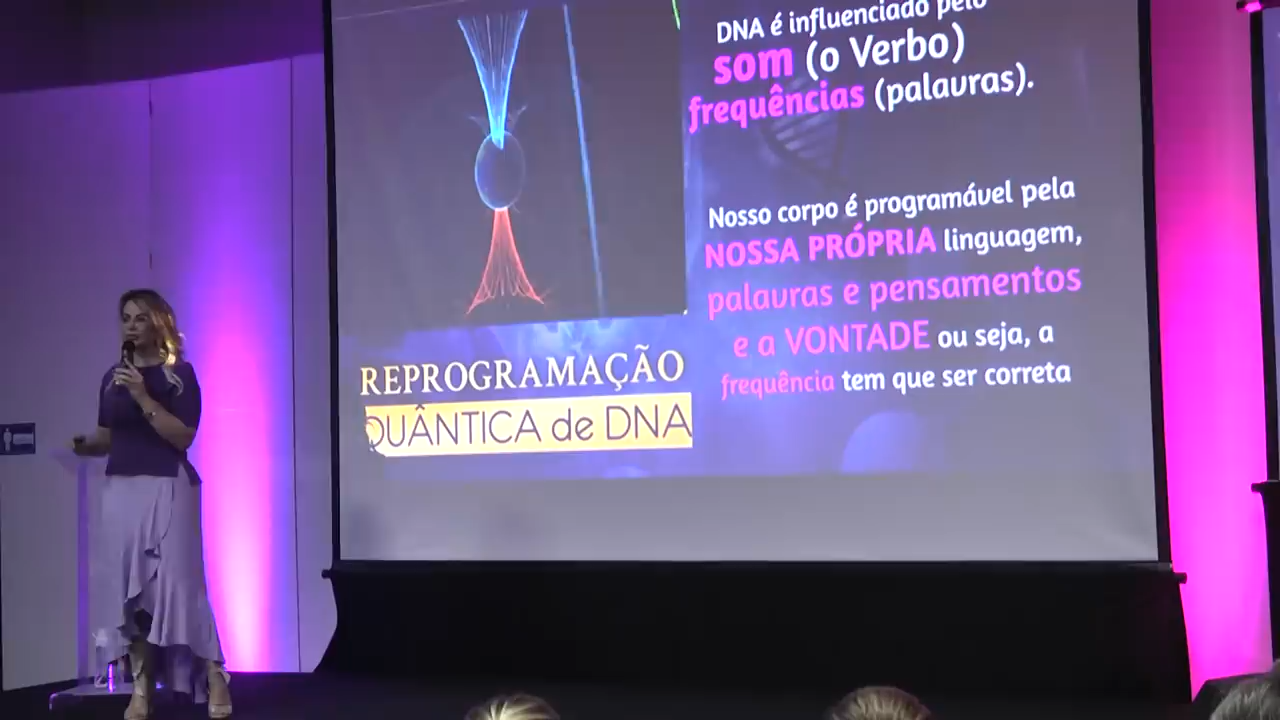 DNA é influenciado pelo
som (o Verbo)
frequências (palavras).
Nosso corpo é programável pela
NOSSA PRÓPRIA linguagem,
palavras e pensamentos
e a VONTADE ou seja, a
frequência tem que ser correta
REPROGRAMAÇÃO
QUÂNTICA de DNA